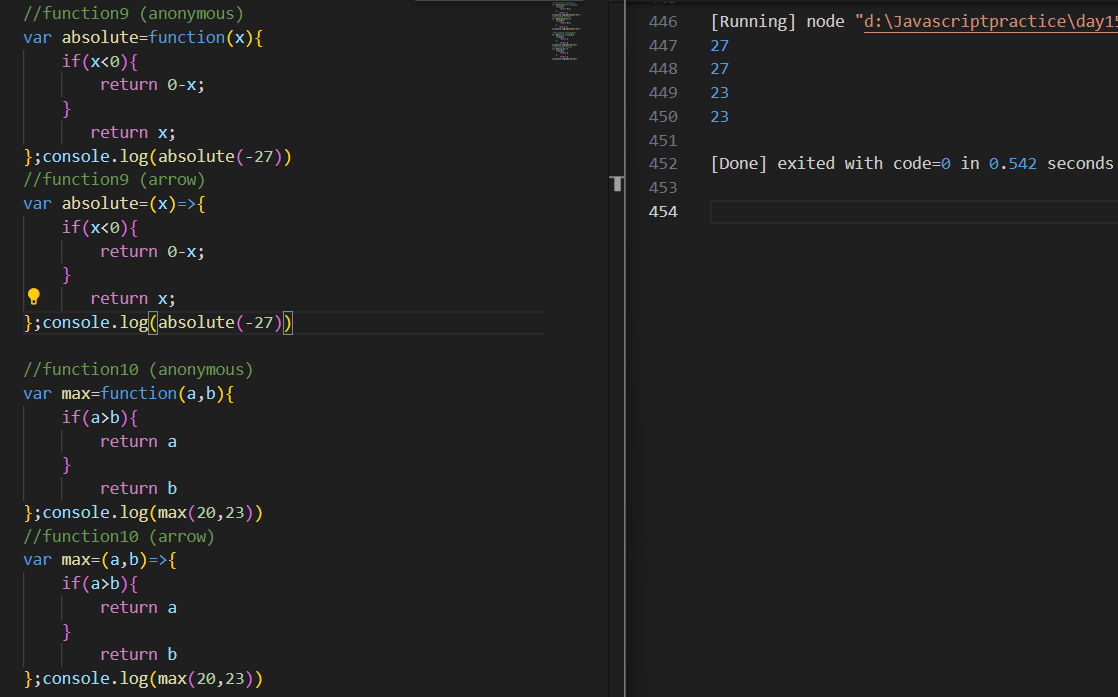 //function9 (anonymous)
var absolute=function(x){
    if(x<0){
        return 0-x;
    }
       return x;
};console.log(absolute(-27))
//function9 (arrow)
var absolute=(x)=>{
    if(x<0){
        return 0-x;
    }
       return x;
};console.log(absolute(-27))
//function10 (anonymous)
var max=function(a,b){
    if(a>b){
        return a
    }
        return b
};console.log(max(20,23))
//function10 (arrow)
var max=(a,b)=>{
    if(a>b){
        return a
    }
        return b
};console.log(max(20,23))
446 [Running] node "d:\Javascriptpractice\day15
447 27
448 27
449 23
450 23
451
452 [Done] exited with code=0 in 0.542 seconds
453
454